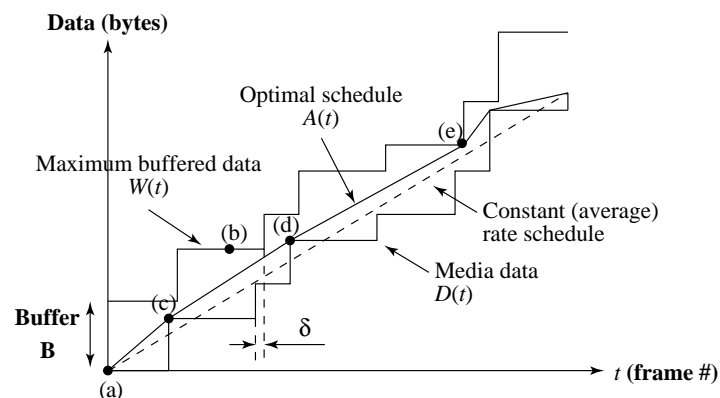 Data (bytes)
Optimal schedule
A(t)
(e)
Maximum buffered data
W(t)
(b)
(d)
Constant (average)
rate schedule
Media data
D(t)
(c)
Buffer
B
δ
(a)
t (frame #)